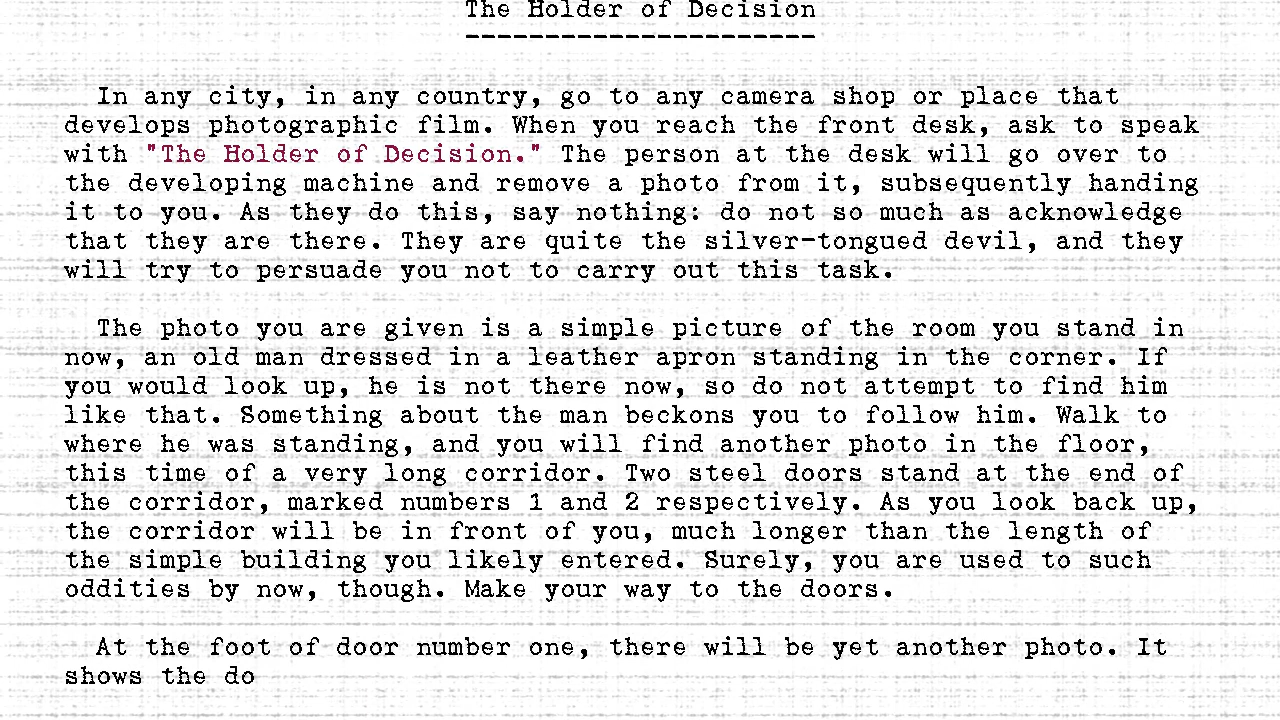 The Holder of Decision
----------------------
In any city, in any country, go to any camera shop or place that
develops photographic film. When you reach the front desk, ask to speak
with "The Holder of Decision." The person at the desk will go over to
the developing machine and remove a photo from it, subsequently handing
it to you. As they do this, say nothing: do not so much as acknowledge
that they are there. They are quite the silver-tongued devil, and they
will try to persuade you not to carry out this task.
The photo you are given is a simple picture of the room you stand in
now, an old man dressed in a leather apron standing in the corner. If
you would look up, he is not there now, so do not attempt to find him
like that. Something about the man beckons you to follow him. Walk to
where he was standing, and you will find another photo in the floor,
this time of a very long corridor. Two steel doors stand at the end of
the corridor, marked numbers 1 and 2 respectively. As you look back up,
the corridor will be in front of you, much longer than the length of
the simple building you likely entered. Surely, you are used to such
oddities by now, though. Make your way to the doors.
At the foot of door number one, there will be yet another photo. It
shows the do